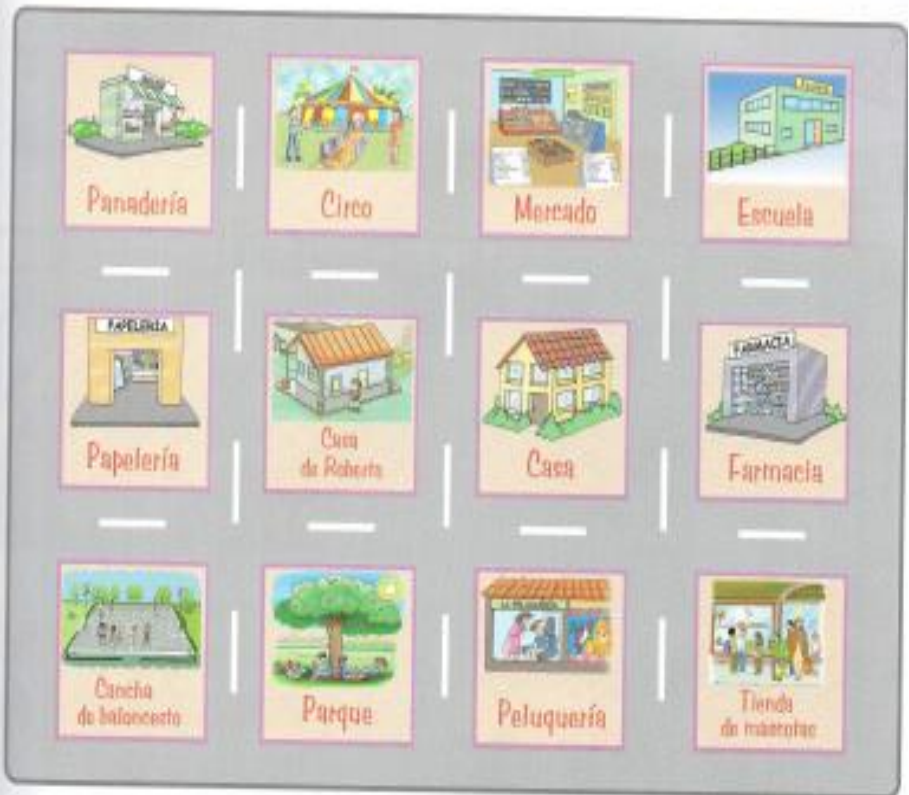 Panadería
Circo
Mercado
Escuela
PAPELERÍA
Papelería
Casa
de Roberto
Casa
FARMACIA
Farmacia
Cancha
de baloncesto
Parque
Peluquería
Tienda
de mascotas